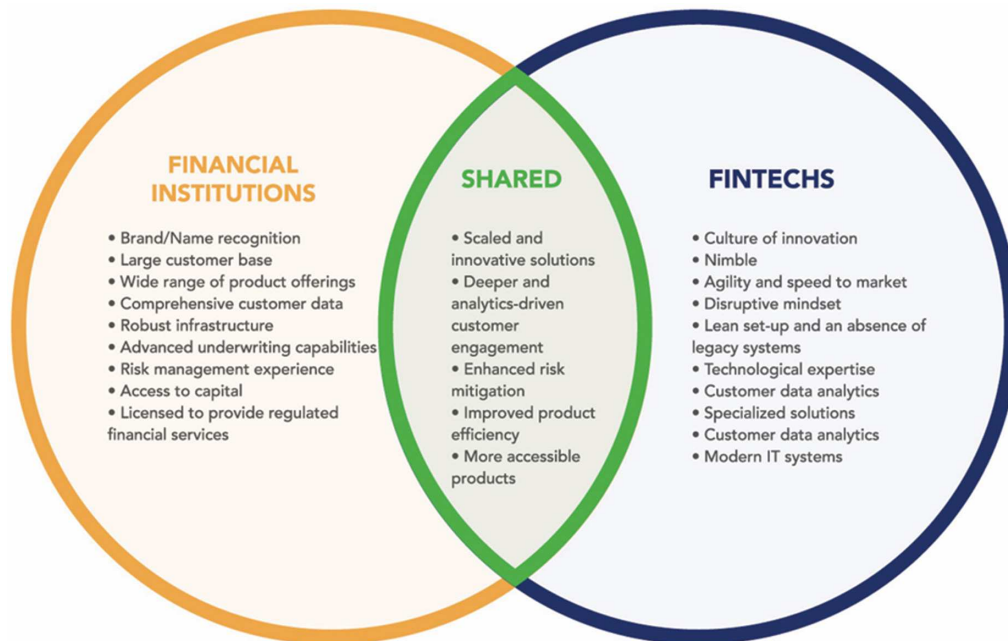 FINANCIAL
INSTITUTIONS
• Brand/Name recognition
• Large customer base
• Wide range of product offerings
• Comprehensive customer data
• Robust infrastructure
• Advanced underwriting capabilities
• Risk management experience
• Access to capital
• Licensed to provide regulated
financial services
SHARED
• Scaled and
innovative solutions
• Deeper and
analytics-driven
customer
engagement
• Enhanced risk
mitigation
• Improved product
efficiency
• More accessible
products
FINTECHS
• Culture of innovation
• Nimble
• Agility and speed to market
• Disruptive mindset
• Lean set-up and an absence of
legacy systems
• Technological expertise
• Customer data analytics
• Specialized solutions
• Customer data analytics
• Modern IT systems